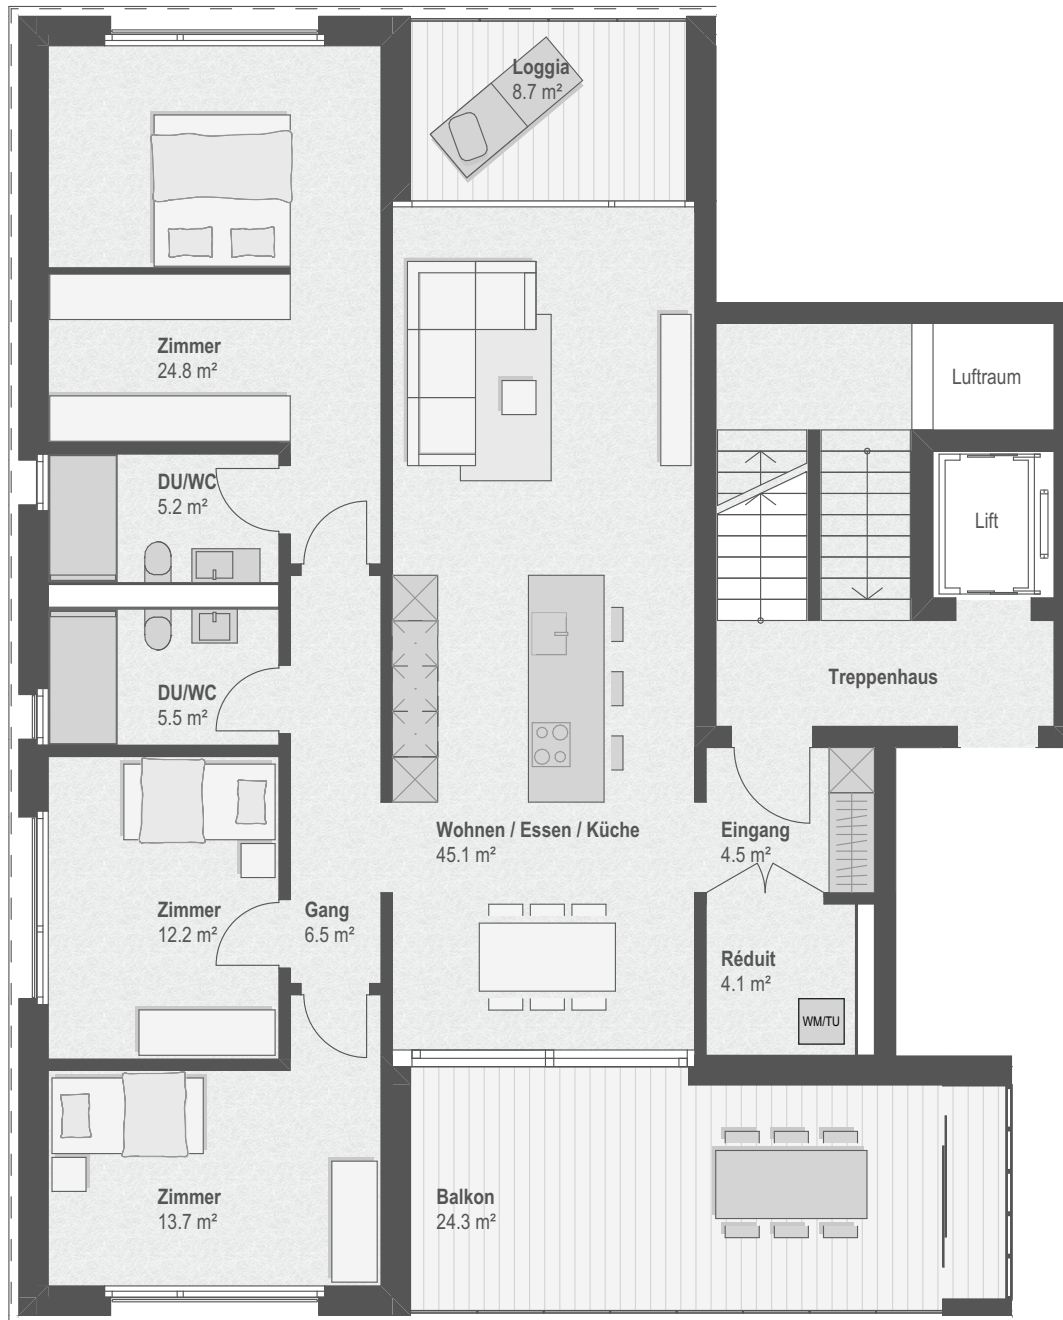 Loggia
8.7 m²
Zimmer
24.8 m²
Luftraum
DU/WC
5.2 m²
Lift
Treppenhaus
DU/WC
5.5 m²
Wohnen / Essen / Küche
45.1 m²
Eingang
4.5 m²
Zimmer
12.2 m²
Gang
6.5 m²
Réduit
4.1 m²
WM/TU
Zimmer
13.7 m²
Balkon
24.3 m²